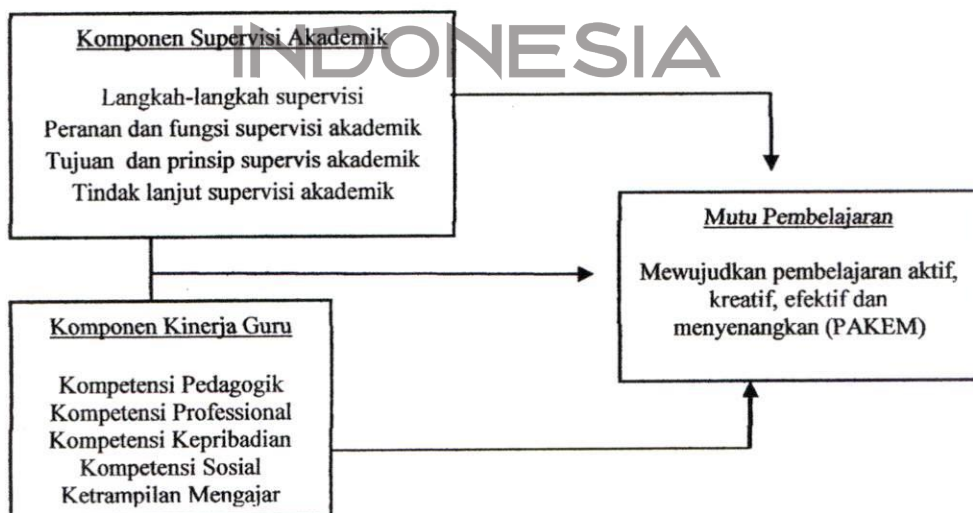 INDONESIA
Komponen Supervisi Akademik
Langkah-langkah supervisi
Peranan dan fungsi supervisi akademik
Tujuan dan prinsip supervis akademik
Tindak lanjut supervisi akademik
Mutu Pembelajaran
Mewujudkan pembelajaran aktif,
kreatif, efektif dan
menyenangkan (PAKEM)
Komponen Kinerja Guru
Kompetensi Pedagogik
Kompetensi Professional
Kompetensi Kepribadian
Kompetensi Sosial
Ketrampilan Mengajar